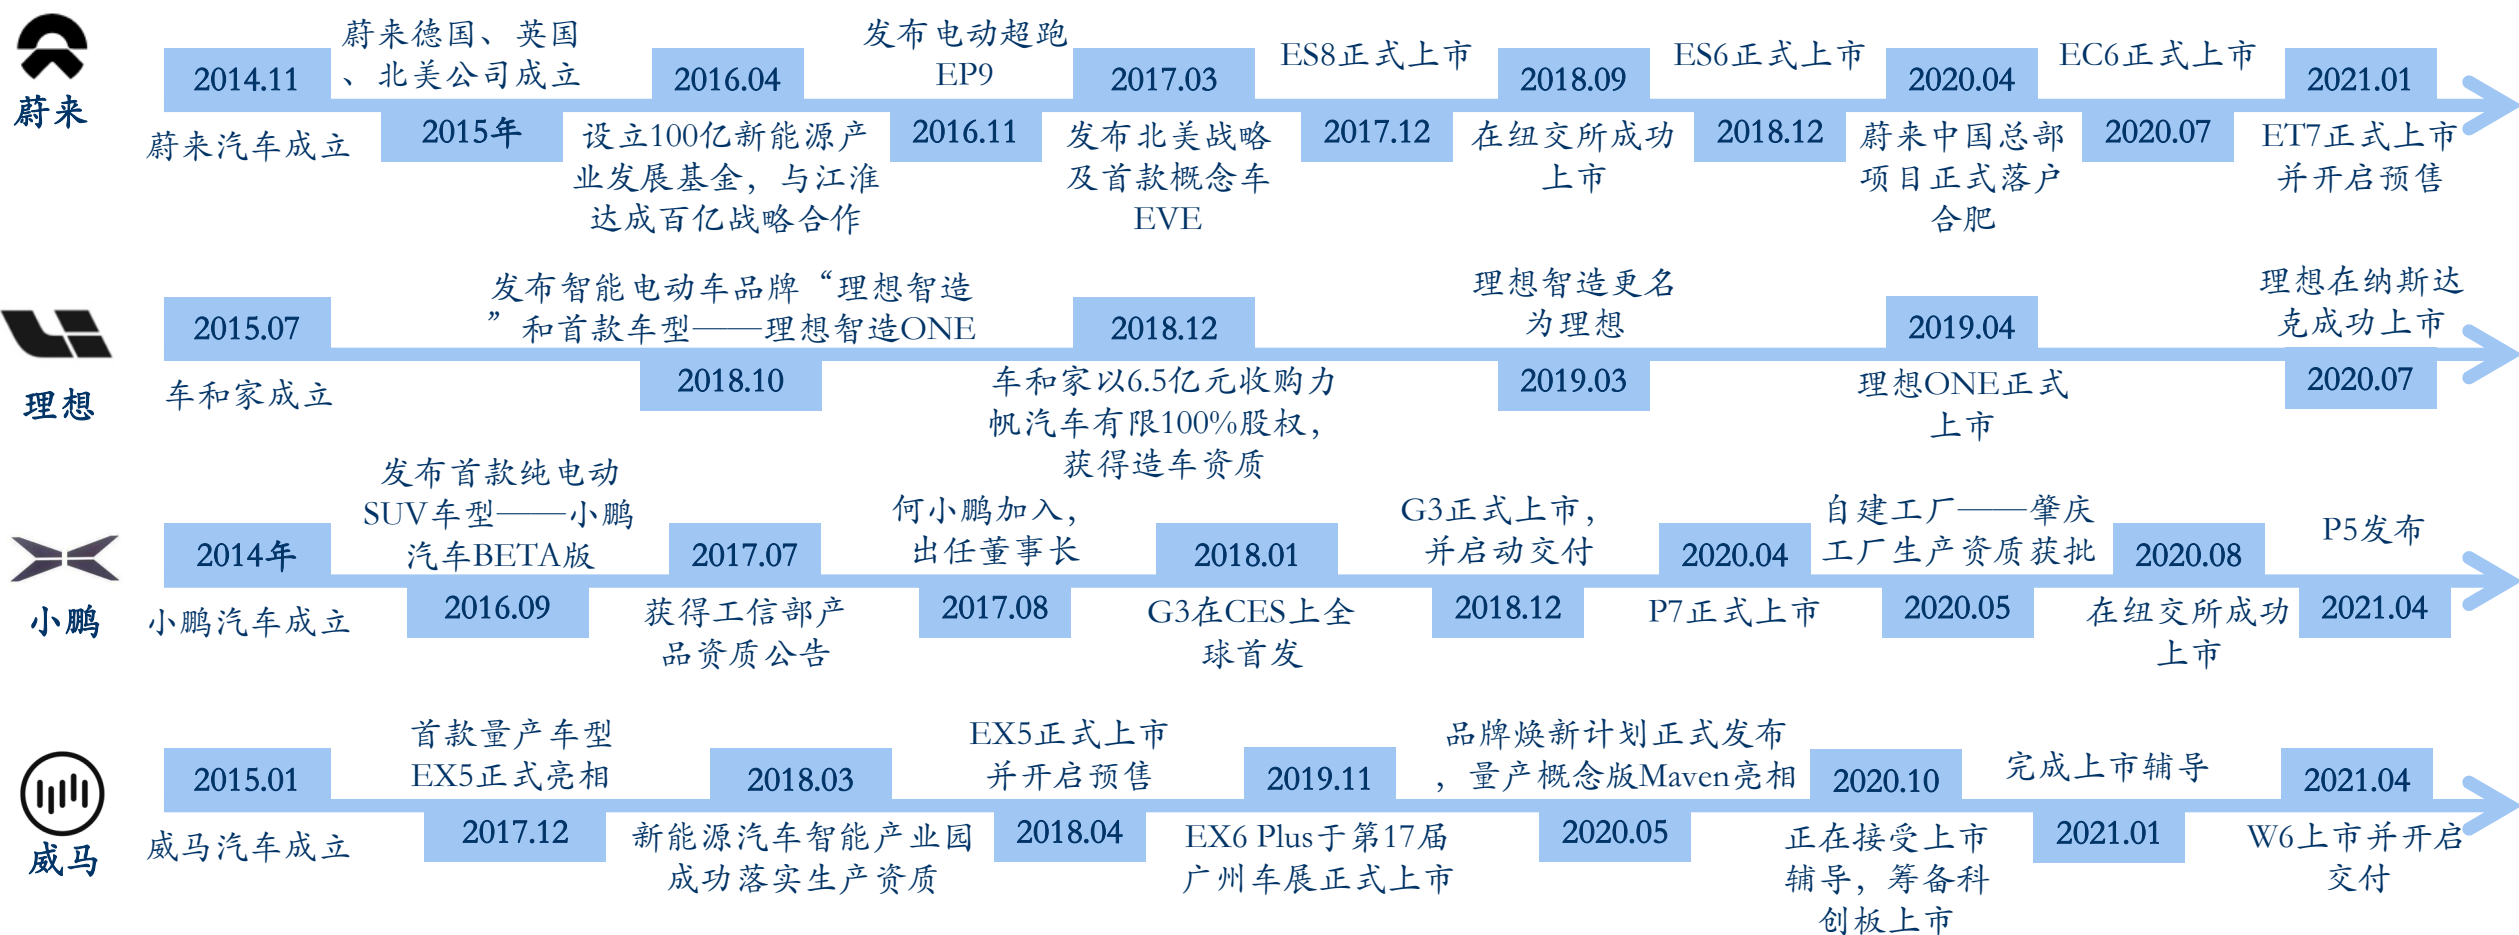 蔚来
2014.11
蔚来汽车成立
蔚来德国、英国
、北美公司成立
2015年
2016.04
设立100亿新能源产
业发展基金，与江淮
达成百亿战略合作
发布电动超跑
EP9
2016.11
2017.03
发布北美战略
及首款概念车
EVE
ES8正式上市
2017.12
2018.09
在纽交所成功
上市
ES6正式上市
2018.12
2020.04
蔚来中国总部
项目正式落户
合肥
EC6正式上市
2020.07
2021.01
ET7正式上市
并开启预售
理想
2015.07
车和家成立
发布智能电动车品牌“理想智造
”和首款车型——理想智造ONE
2018.10
2018.12
车和家以6.5亿元收购力
帆汽车有限100%股权，
获得造车资质
理想智造更名
为理想
2019.03
2019.04
理想ONE正式
上市
理想在纳斯达
克成功上市
2020.07
小鹏
2014年
小鹏汽车成立
发布首款纯电动
SUV车型——小鹏
汽车BETA版
2016.09
2017.07
获得工信部产
品资质公告
何小鹏加入，
出任董事长
2017.08
2018.01
G3在CES上全
球首发
G3正式上市，
并启动交付
2018.12
2020.04
P7正式上市
自建工厂——肇庆
工厂生产资质获批
2020.05
2020.08
在纽交所成功
上市
P5发布
2021.04
威马
2015.01
威马汽车成立
首款量产车型
EX5正式亮相
2017.12
2018.03
新能源汽车智能产业园
成功落实生产资质
EX5正式上市
并开启预售
2018.04
2019.11
EX6 Plus于第17届
广州车展正式上市
品牌焕新计划正式发布
，量产概念版Maven亮相
2020.05
2020.10
正在接受上市
辅导，筹备科
创板上市
完成上市辅导
2021.01
2021.04
W6上市并开启
交付